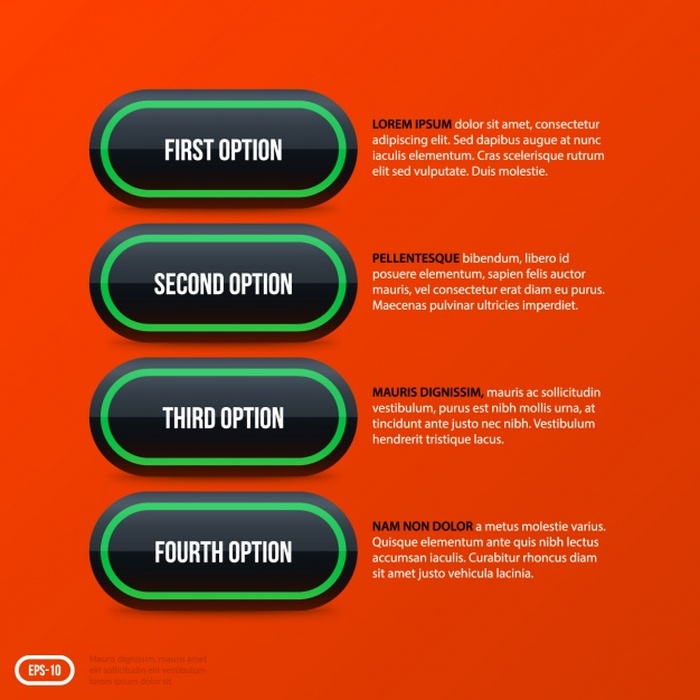 FIRST OPTION
LOREM IPSUM dolor sit amet, consectetur
adipiscing elit. Sed dapibus augue at nunc
iaculis elementum. Cras scelerisque rutrum
elit sed vulputate. Duis molestie.
SECOND OPTION
PELLENTESQUE bibendum, libero id
posuere elementum, sapien felis auctor
mauris, vel consectetur erat diam eu purus.
Maecenas pulvinar ultricies imperdiet.
THIRD OPTION
MAURIS DIGNISSIM, mauris ac sollicitudin
vestibulum, purus est nibh mollis urna, at
tincidunt ante justo nec nibh. Vestibulum
hendrerit tristique lacus.
FOURTH OPTION
NAM NON DOLOR a metus molestie varius.
Quisque elementum ante quis nibh lectus
accumsan iaculis. Curabitur rhoncus diam
sit amet justo vehicula lacinia.
EPS-10
Mauris dignissim, mauris amet
elit sollicitudin elit vestibulum
lorem ipsum dolor sit.